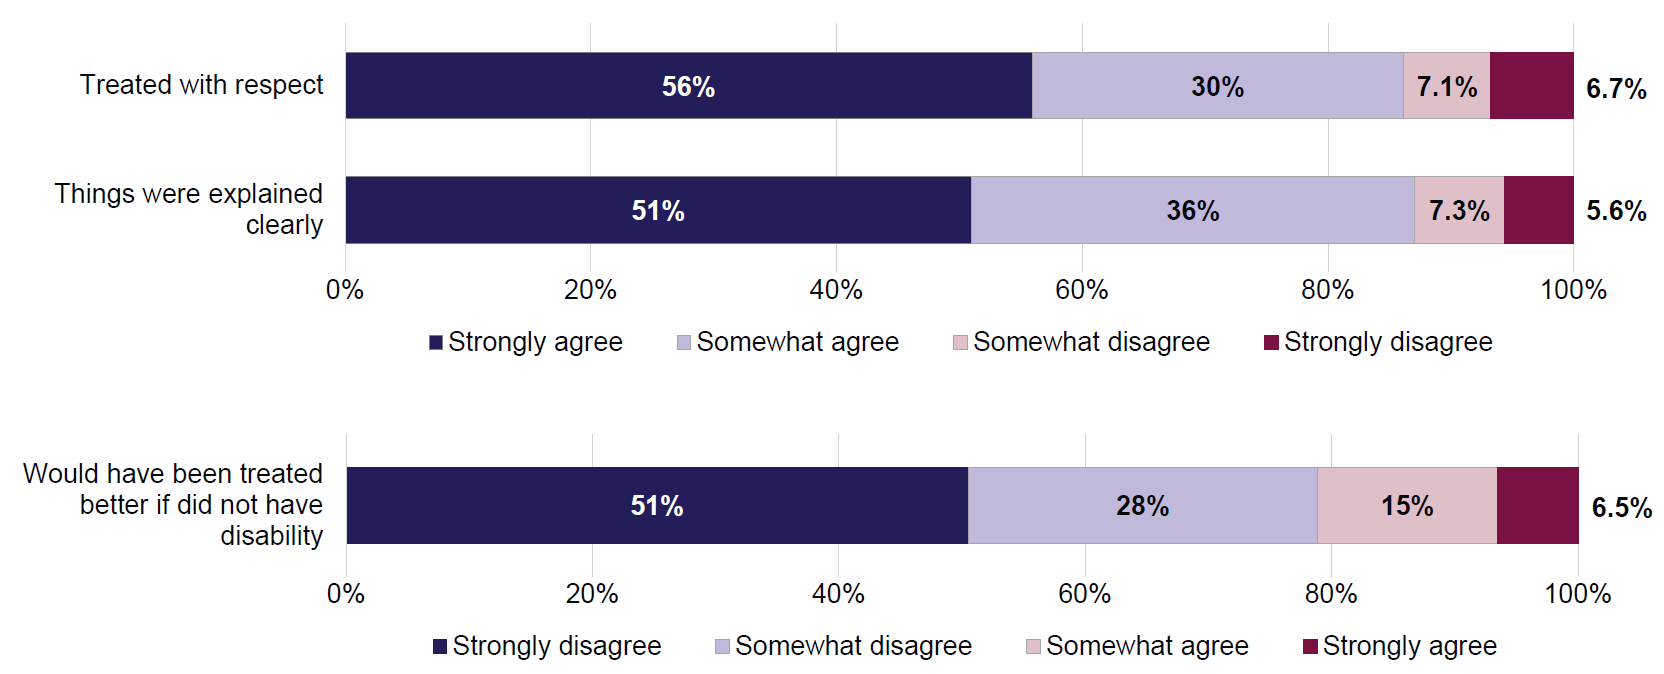 Treated with respect
56%
30%
7.1%
6.7%
Things were explained
clearly
51%
36%
7.3%
5.6%
0%
20%
40%
60%
80%
100%
Strongly agree
Somewhat agree
Somewhat disagree
Strongly disagree
Would have been treated
better if did not have
disability
51%
28%
15%
6.5%
0%
20%
40%
60%
80%
100%
Strongly disagree
Somewhat disagree
Somewhat agree
Strongly agree